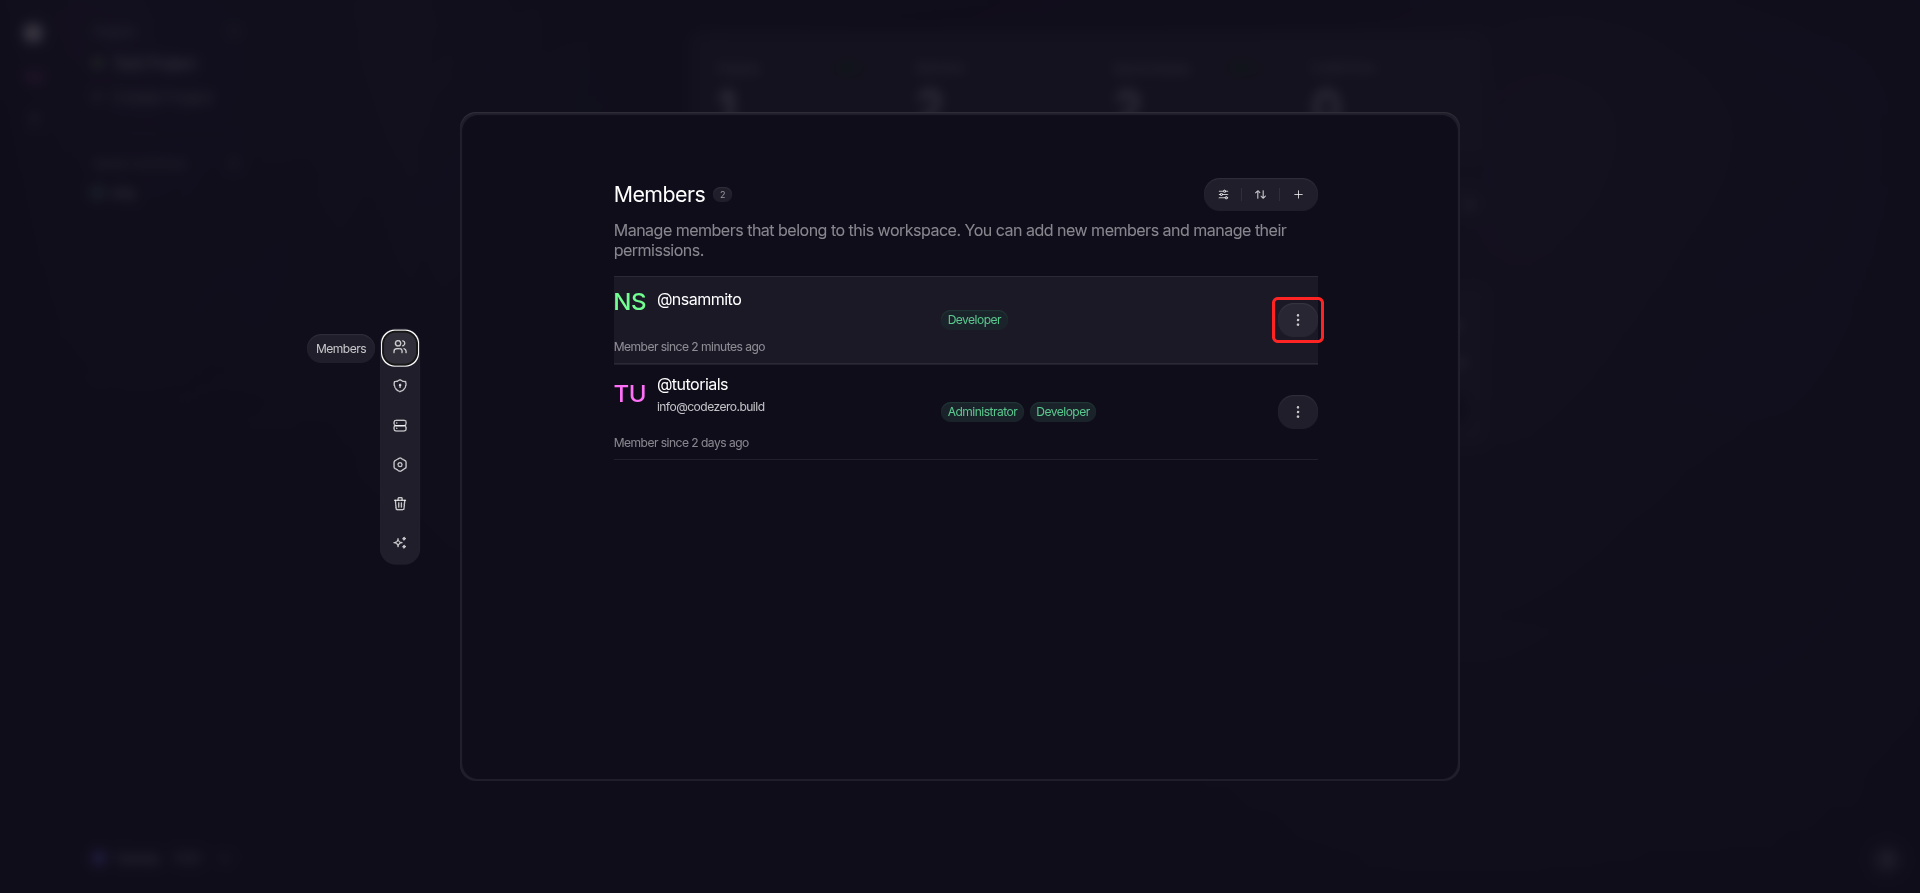 Members 2
Manage members that belong to this workspace. You can add new members and manage their
permissions.
NS @nsammito
Developer
Member since 2 minutes ago
Members
TU @tutorials
info@codezero.build
Administrator Developer
Member since 2 days ago